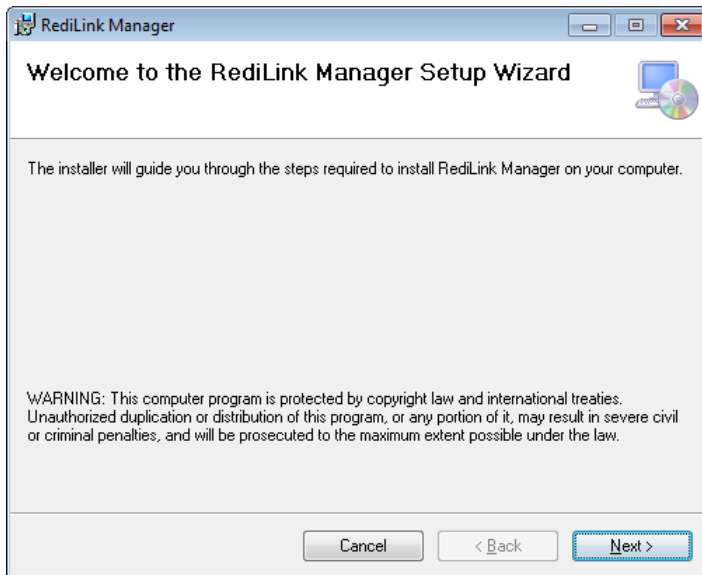 RediLink Manager
Welcome to the RediLink Manager Setup Wizard
The installer will guide you through the steps required to install RediLink Manager on your computer.
WARNING: This computer program is protected by copyright law and international treaties.
Unauthorized duplication or distribution of this program, or any portion of it, may result in severe civil
or criminal penalties, and will be prosecuted to the maximum extent possible under the law.
Cancel < Back Next >